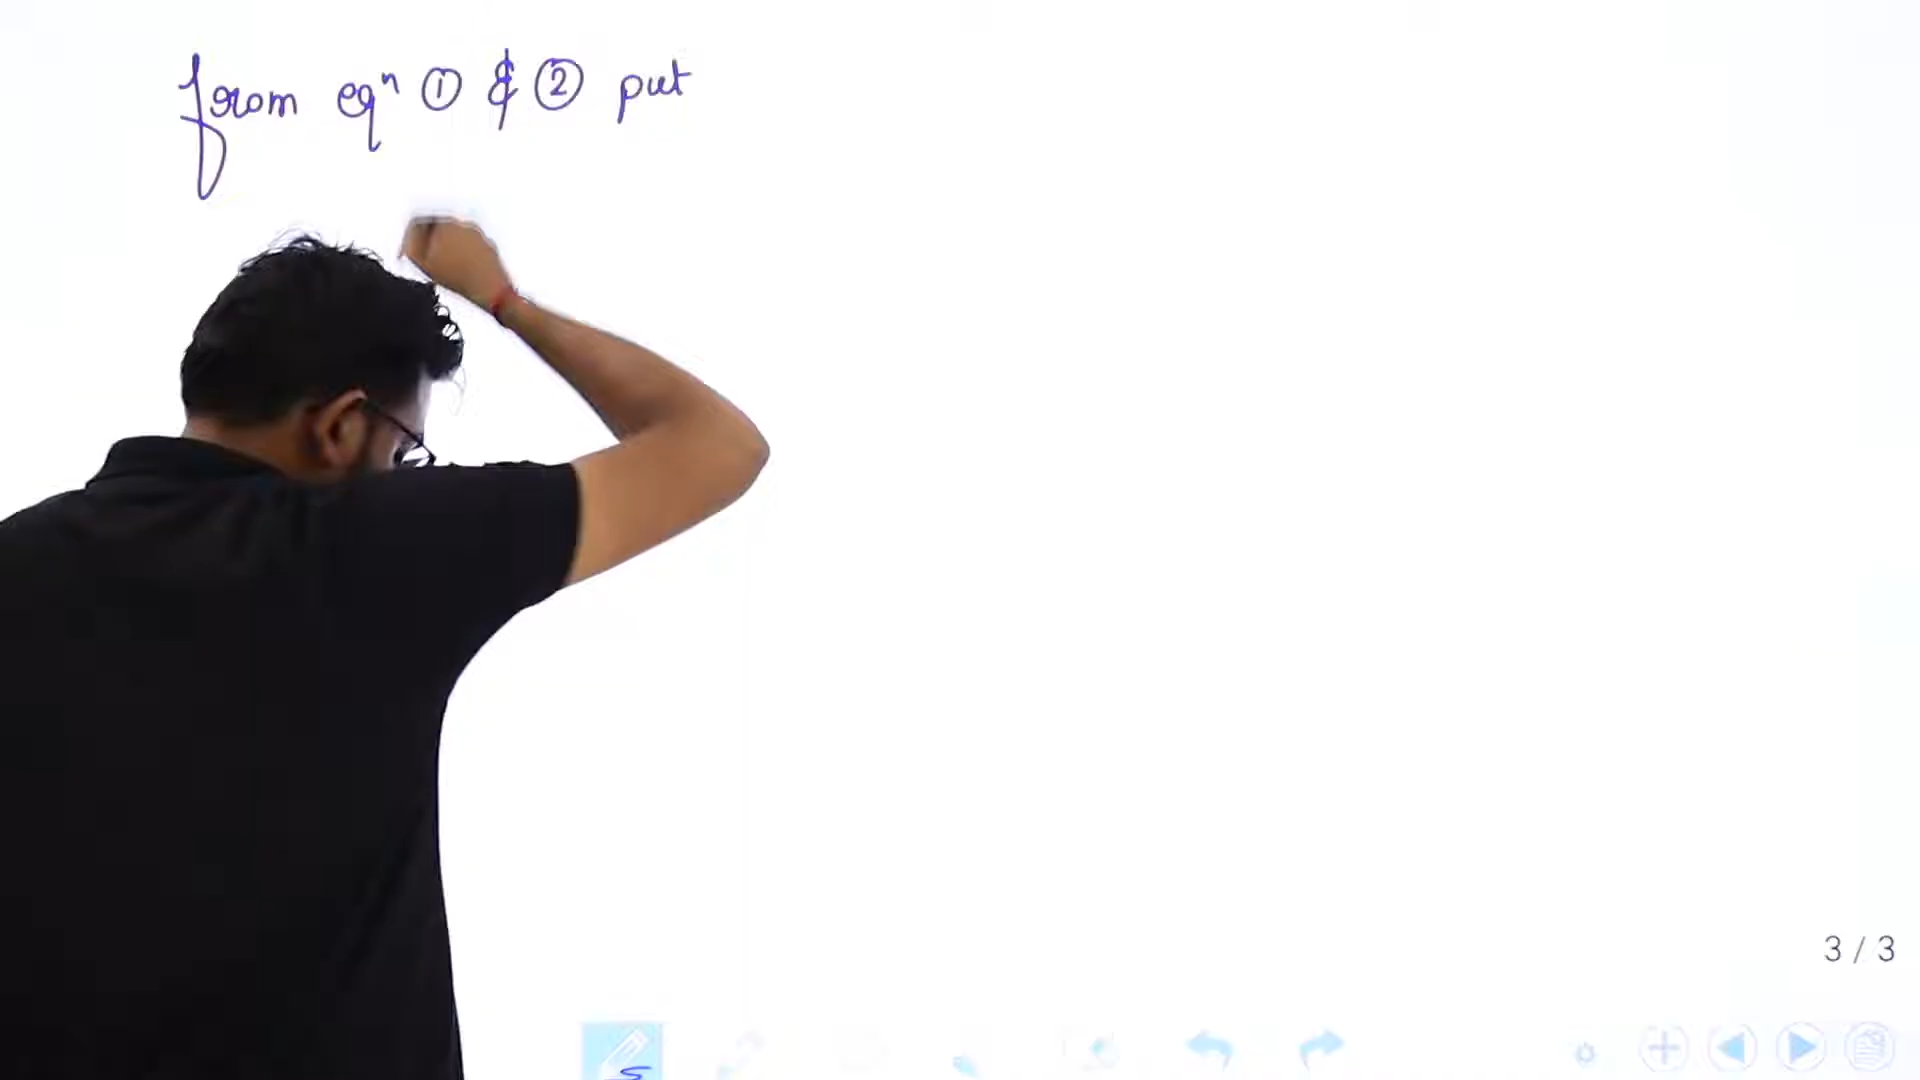 from eqⁿ ① & ② put
3 / 3